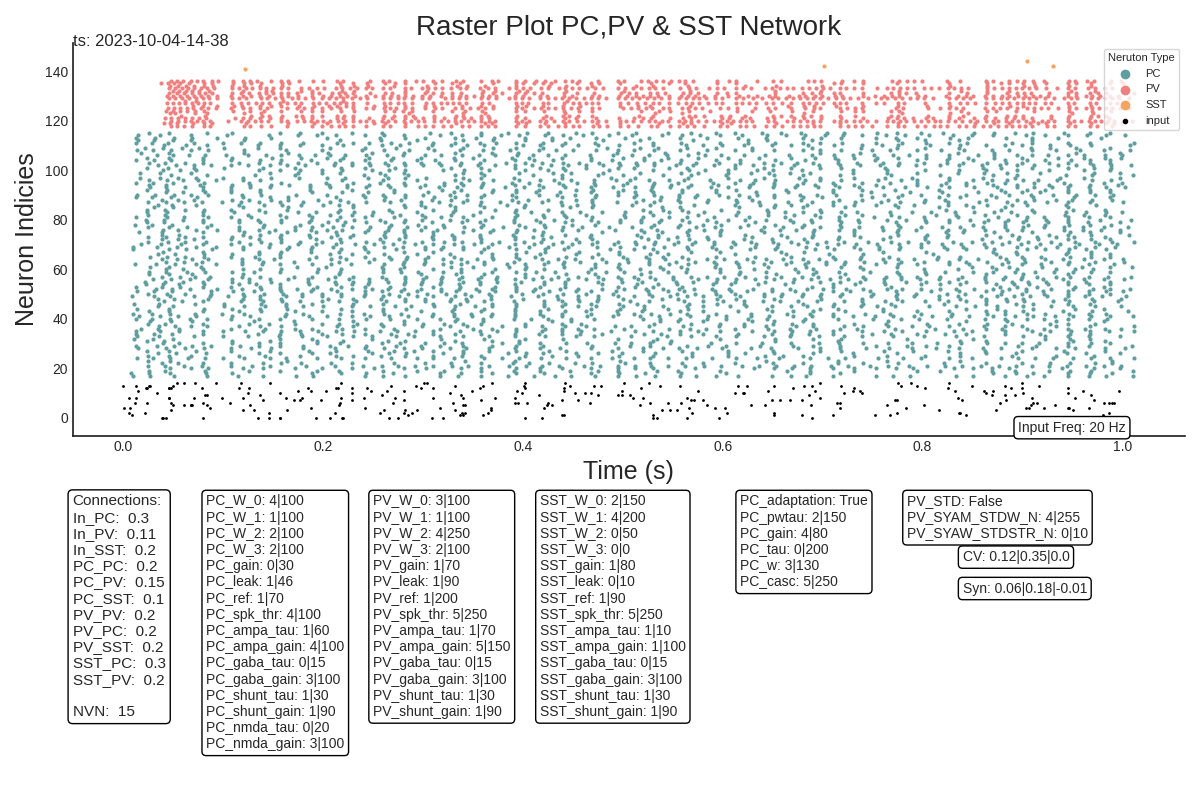 Raster Plot PC,PV & SST Network
ts: 2023-10-04-14-38
Neruton Type
PC
PV
SST
input
Neuron Indicies
140
120
100
80
60
40
20
0
Input Freq: 20 Hz
0.0 0.2 0.4 0.6 0.8 1.0
Time (s)
Connections:
In_PC: 0.3
In_PV: 0.11
In_SST: 0.2
PC_PC: 0.2
PC_PV: 0.15
PC_SST: 0.1
PV_PV: 0.2
PV_PC: 0.2
PV_SST: 0.2
SST_PC: 0.3
SST_PV: 0.2
NVN: 15
PC_W_0: 4|100
PC_W_1: 1|100
PC_W_2: 2|100
PC_W_3: 2|100
PC_gain: 0|30
PC_leak: 1|46
PC_ref: 1|70
PC_spk_thr: 4|100
PC_ampa_tau: 1|60
PC_ampa_gain: 4|100
PC_gaba_tau: 0|15
PC_gaba_gain: 3|100
PC_shunt_tau: 1|30
PC_shunt_gain: 1|90
PC_nmda_tau: 0|20
PC_nmda_gain: 3|100
PV_W_0: 3|100
PV_W_1: 1|100
PV_W_2: 4|250
PV_W_3: 2|100
PV_gain: 1|70
PV_leak: 1|90
PV_ref: 1|200
PV_spk_thr: 5|250
PV_ampa_tau: 1|70
PV_ampa_gain: 5|150
PV_gaba_tau: 0|15
PV_gaba_gain: 3|100
PV_shunt_tau: 1|30
PV_shunt_gain: 1|90
SST_W_0: 2|150
SST_W_1: 4|200
SST_W_2: 0|50
SST_W_3: 0|0
SST_gain: 1|80
SST_leak: 0|10
SST_ref: 1|90
SST_spk_thr: 5|250
SST_ampa_tau: 1|10
SST_ampa_gain: 1|100
SST_gaba_tau: 0|15
SST_gaba_gain: 3|100
SST_shunt_tau: 1|30
SST_shunt_gain: 1|90
PC_adaptation: True
PC_pwtau: 2|150
PC_gain: 4|80
PC_tau: 0|200
PC_w: 3|130
PC_casc: 5|250
PV_STD: False
PV_SYAM_STDW_N: 4|255
PV_SYAW_STDSTR_N: 0|10
CV: 0.12|0.35|0.0
Syn: 0.06|0.18|-0.01